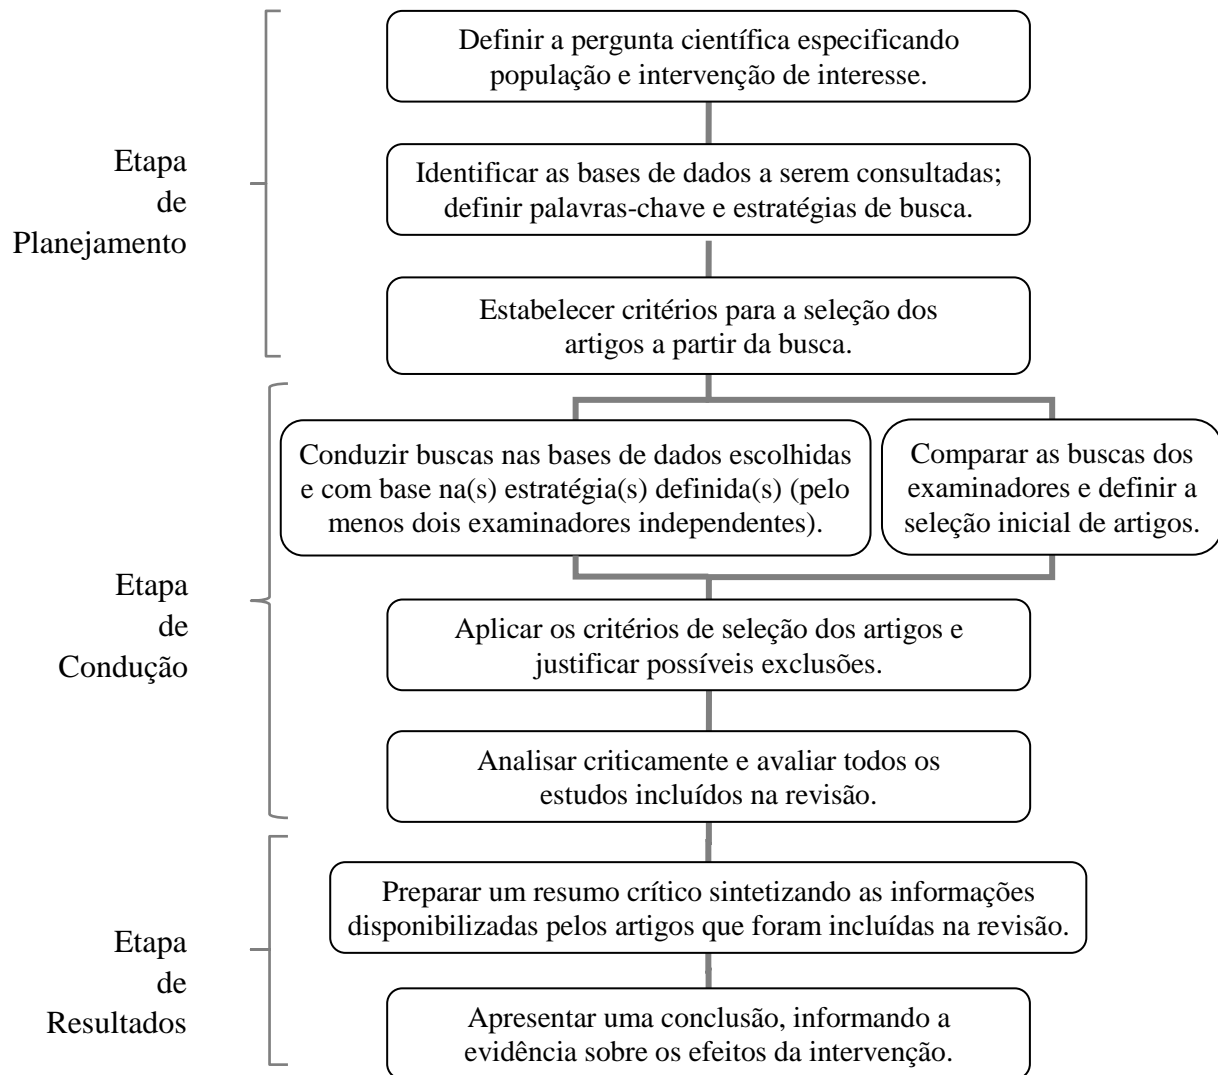 Definir a pergunta científica especificando
população e intervenção de interesse.
Etapa
de
Planejamento
Identificar as bases de dados a serem consultadas;
definir palavras-chave e estratégias de busca.
Estabelecer critérios para a seleção dos
artigos a partir da busca.
Conduzir buscas nas bases de dados escolhidas
e com base na(s) estratégia(s) definida(s) (pelo
menos dois examinadores independentes).
Comparar as buscas dos
examinadores e definir a
seleção inicial de artigos.
Etapa
de
Condução
Aplicar os critérios de seleção dos artigos e
justificar possíveis exclusões.
Analisar criticamente e avaliar todos os
estudos incluídos na revisão.
Etapa
de
Resultados
Preparar um resumo crítico sintetizando as informações
disponibilizadas pelos artigos que foram incluídas na revisão.
Apresentar uma conclusão, informando a
evidência sobre os efeitos da intervenção.